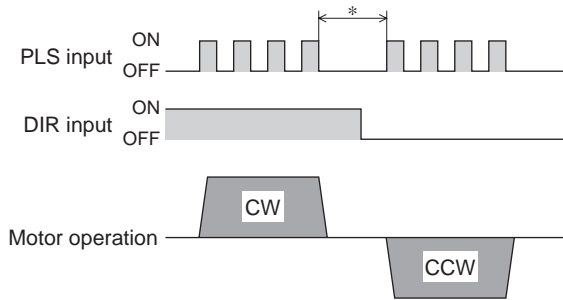 *
ON
PLS input
OFF
ON
DIR input
OFF
CW
Motor operation
CCW